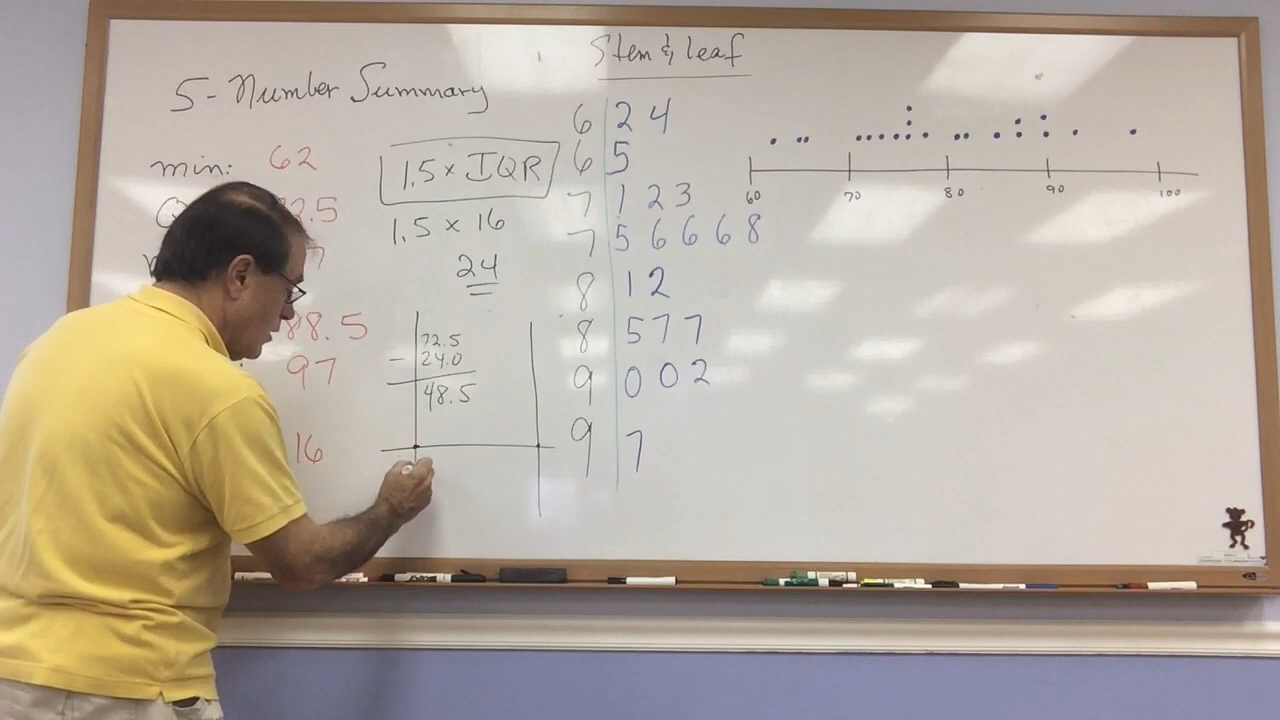 Stem & leaf
5-Number Summary
min: 62
2.5
7
88.5
97
16
1.5 x IQR
1.5 x 16
24
72.5
- 24.0
48.5
6 2 4
6 5
7 1 2 3
7 5 6 6 6 8
8 1 2
8 5 7 7
9 0 0 2
9 7
60 70 80 90 100